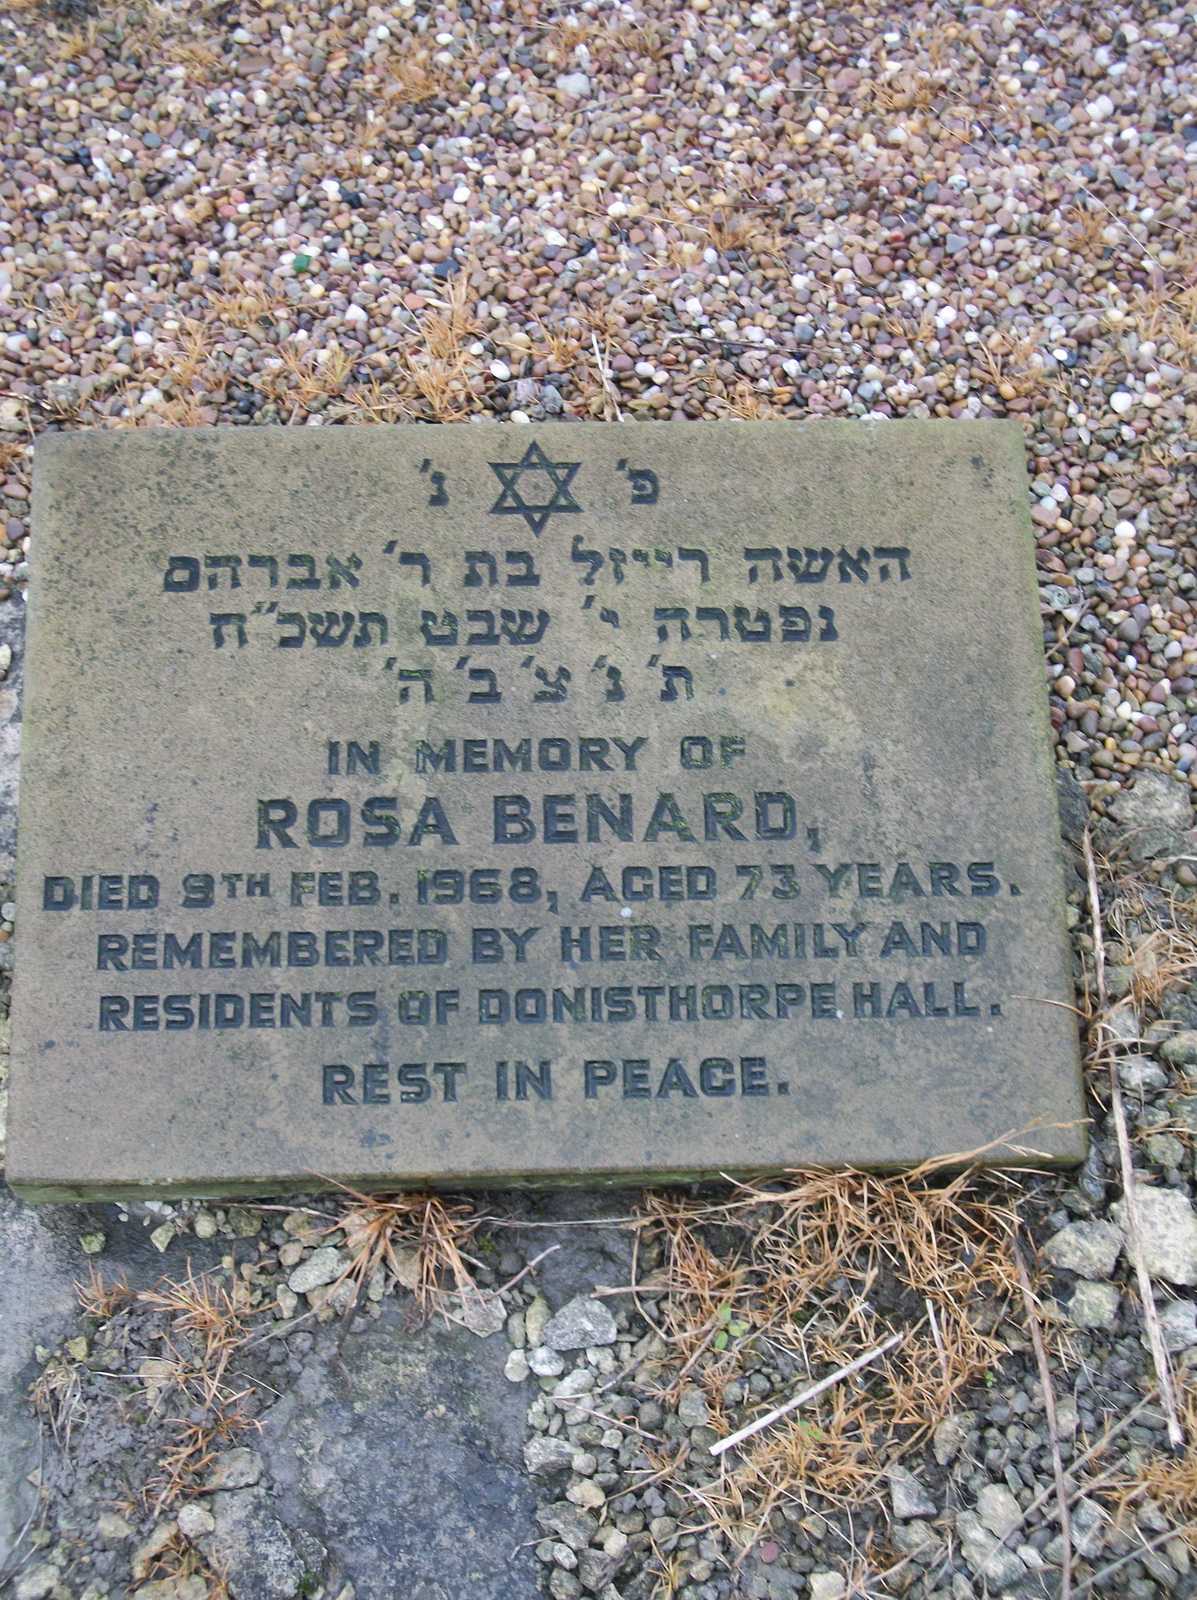 פ' נ'
האשה רייזל בת ר' אברהם
נפטרה י' שבט תשכ"ח
ת' נ' צ' ב' ה'
IN MEMORY OF
ROSA BENARD,
DIED 9TH FEB. 1968, AGED 73 YEARS.
REMEMBERED BY HER FAMILY AND
RESIDENTS OF DONISTHORPE HALL.
REST IN PEACE.